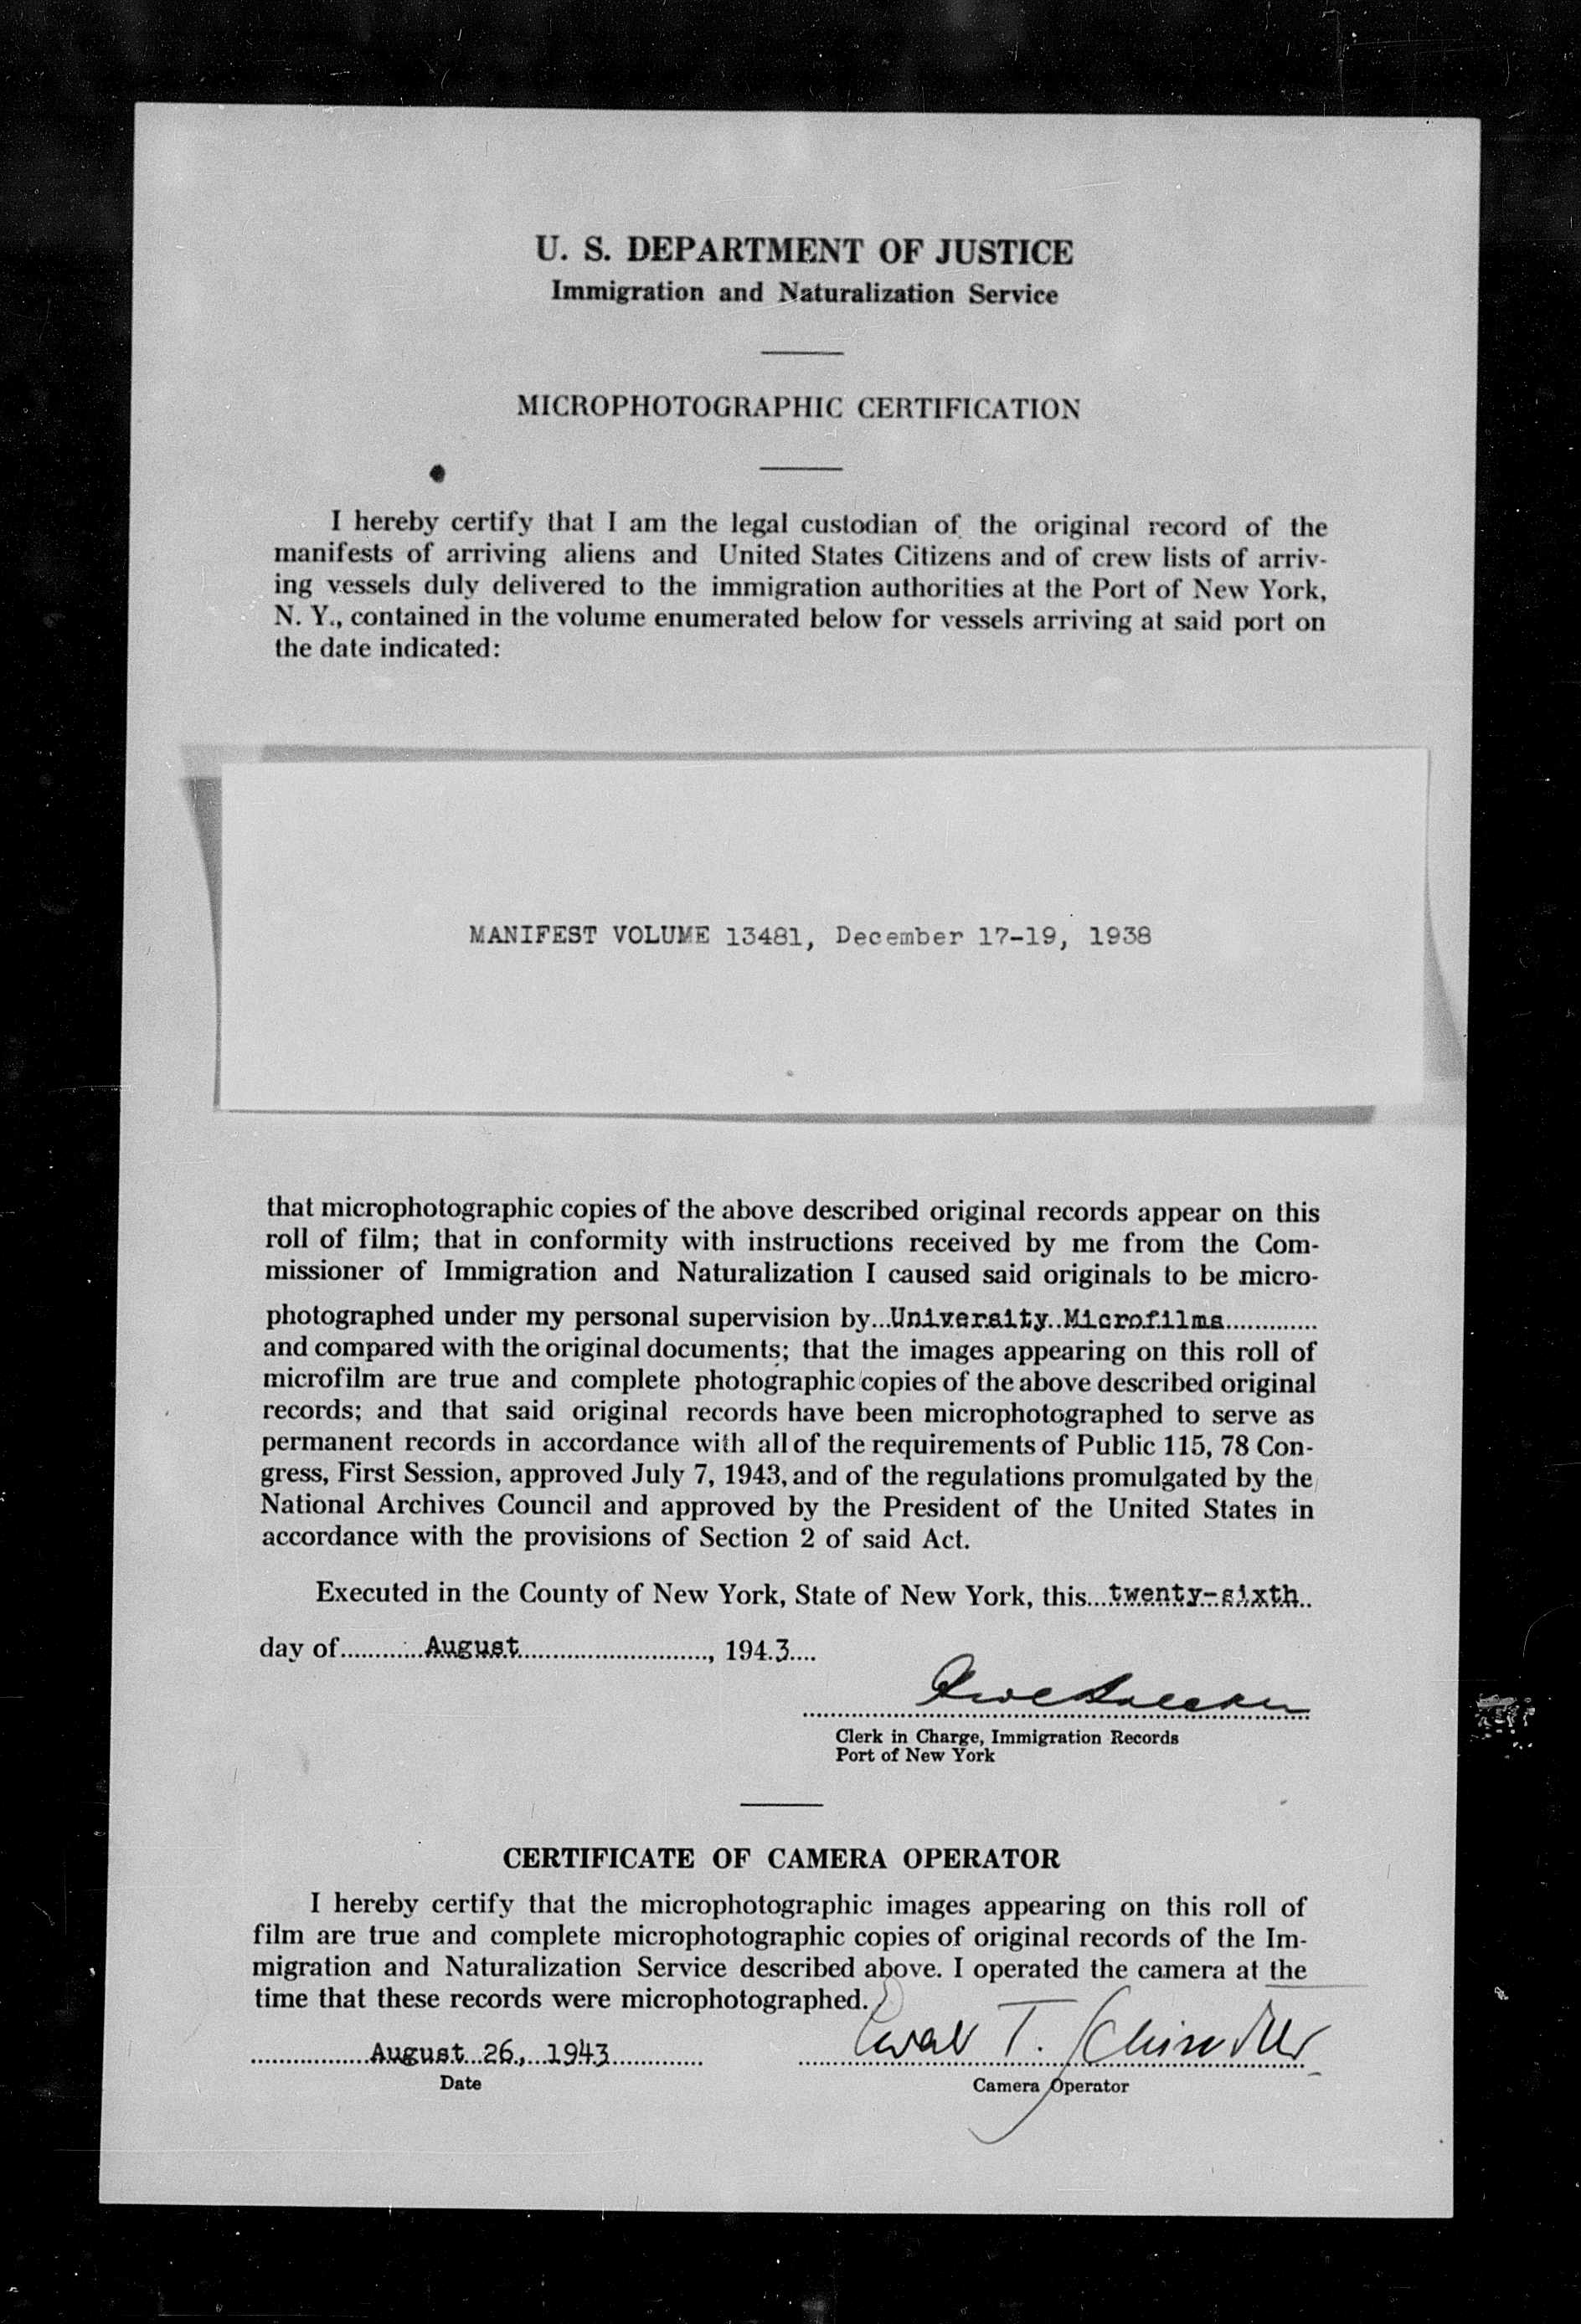 U. S. DEPARTMENT OF JUSTICE
Immigration and Naturalization Service
MICROPHOTOGRAPHIC CERTIFICATION
I hereby certify that I am the legal custodian of the original record of the
manifests of arriving aliens and United States Citizens and of crew lists of arriv-
ing vessels duly delivered to the immigration authorities at the Port of New York,
N. Y., contained in the volume enumerated below for vessels arriving at said port on
the date indicated:
MANIFEST VOLUME 13481, December 17-19, 1938
that microphotographic copies of the above described original records appear on this
roll of film; that in conformity with instructions received by me from the Com-
missioner of Immigration and Naturalization I caused said originals to be micro-
photographed under my personal supervision by...University..Microfilms.............
and compared with the original documents; that the images appearing on this roll of
microfilm are true and complete photographic copies of the above described original
records; and that said original records have been microphotographed to serve as
permanent records in accordance with all of the requirements of Public 115, 78 Con-
gress, First Session, approved July 7, 1943, and of the regulations promulgated by the
National Archives Council and approved by the President of the United States in
accordance with the provisions of Section 2 of said Act.
Executed in the County of New York, State of New York, this...twenty-sixth..
day of............August..........................., 194.3....
Clerk in Charge, Immigration Records
Port of New York
CERTIFICATE OF CAMERA OPERATOR
I hereby certify that the microphotographic images appearing on this roll of
film are true and complete microphotographic copies of original records of the Im-
migration and Naturalization Service described above. I operated the camera at the
time that these records were microphotographed.
T. Schindler
.................August 26, 1943.............
Date
Camera Operator